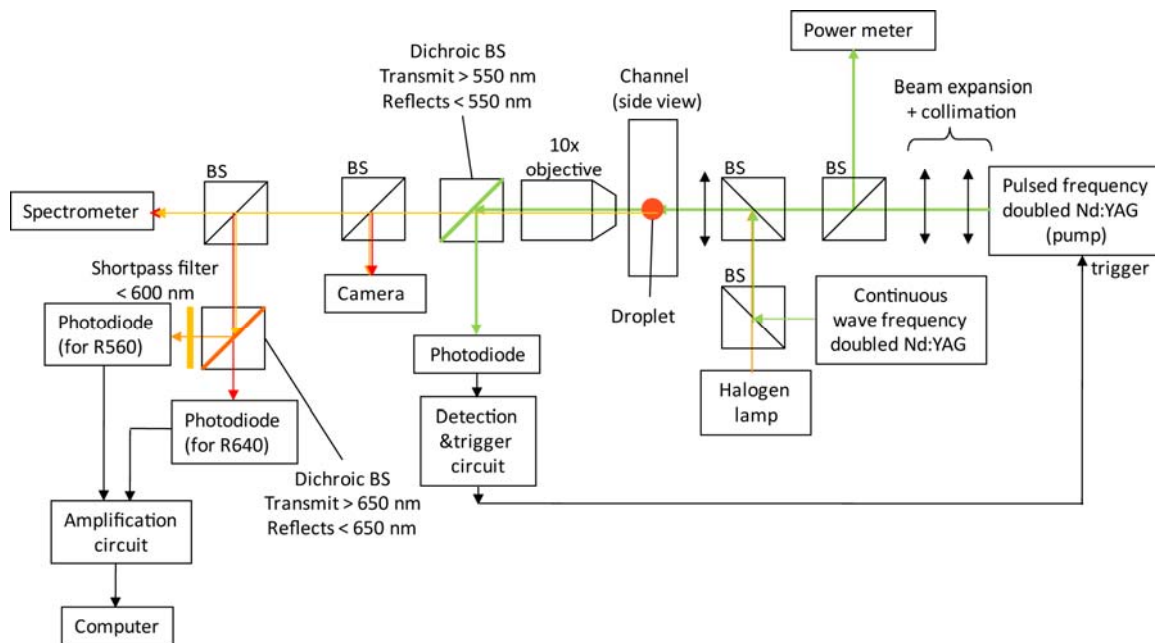 Power meter
Dichroic BS
Transmit > 550 nm
Reflects < 550 nm
Channel
(side view)
Beam expansion
+ collimation
10x
objective
BS
BS
BS
BS
Spectrometer
Pulsed frequency
doubled Nd:YAG
(pump)
trigger
Shortpass filter
< 600 nm
Camera
BS
Droplet
Continuous
wave frequency
doubled Nd:YAG
Photodiode
(for R560)
Photodiode
Halogen
lamp
Photodiode
(for R640)
Detection
&trigger
circuit
Dichroic BS
Transmit > 650 nm
Reflects < 650 nm
Amplification
circuit
Computer